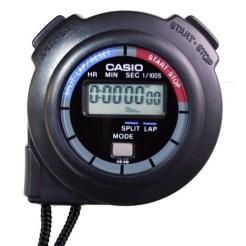 START·STOP
SPLIT·LAP/RESET
START·STOP
CASIO
HR MIN SEC 1/100S
0:00'00"00
SPLIT LAP
MODE